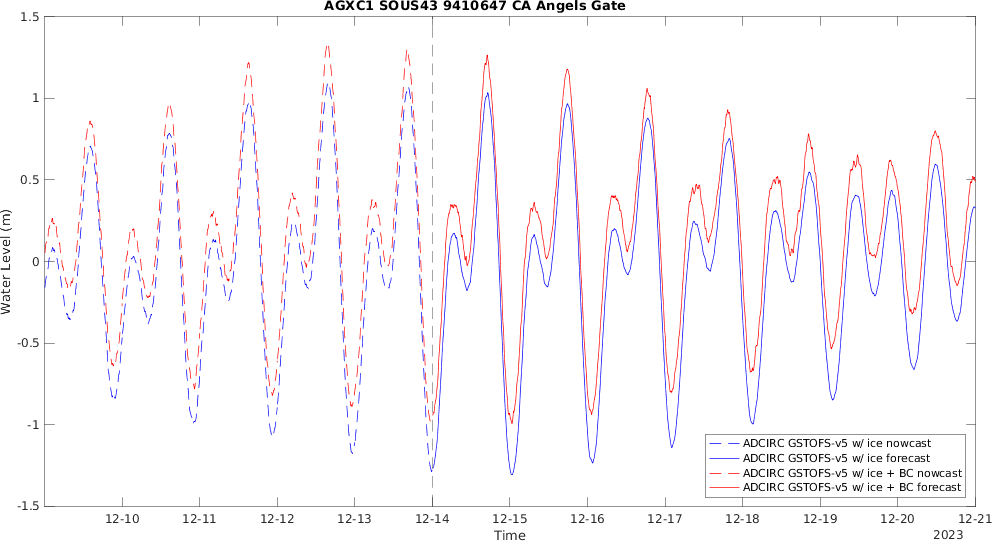 AGXC1 SOUS43 9410647 CA Angels Gate
1.5
1
0.5
0
-0.5
-1
-1.5
Water Level (m)
12-10
12-11
12-12
12-13
12-14
12-15
12-16
12-17
12-18
12-19
12-20
12-21
Time
2023
ADCIRC GSTOFS-v5 w/ ice nowcast
ADCIRC GSTOFS-v5 w/ ice forecast
ADCIRC GSTOFS-v5 w/ ice + BC nowcast
ADCIRC GSTOFS-v5 w/ ice + BC forecast